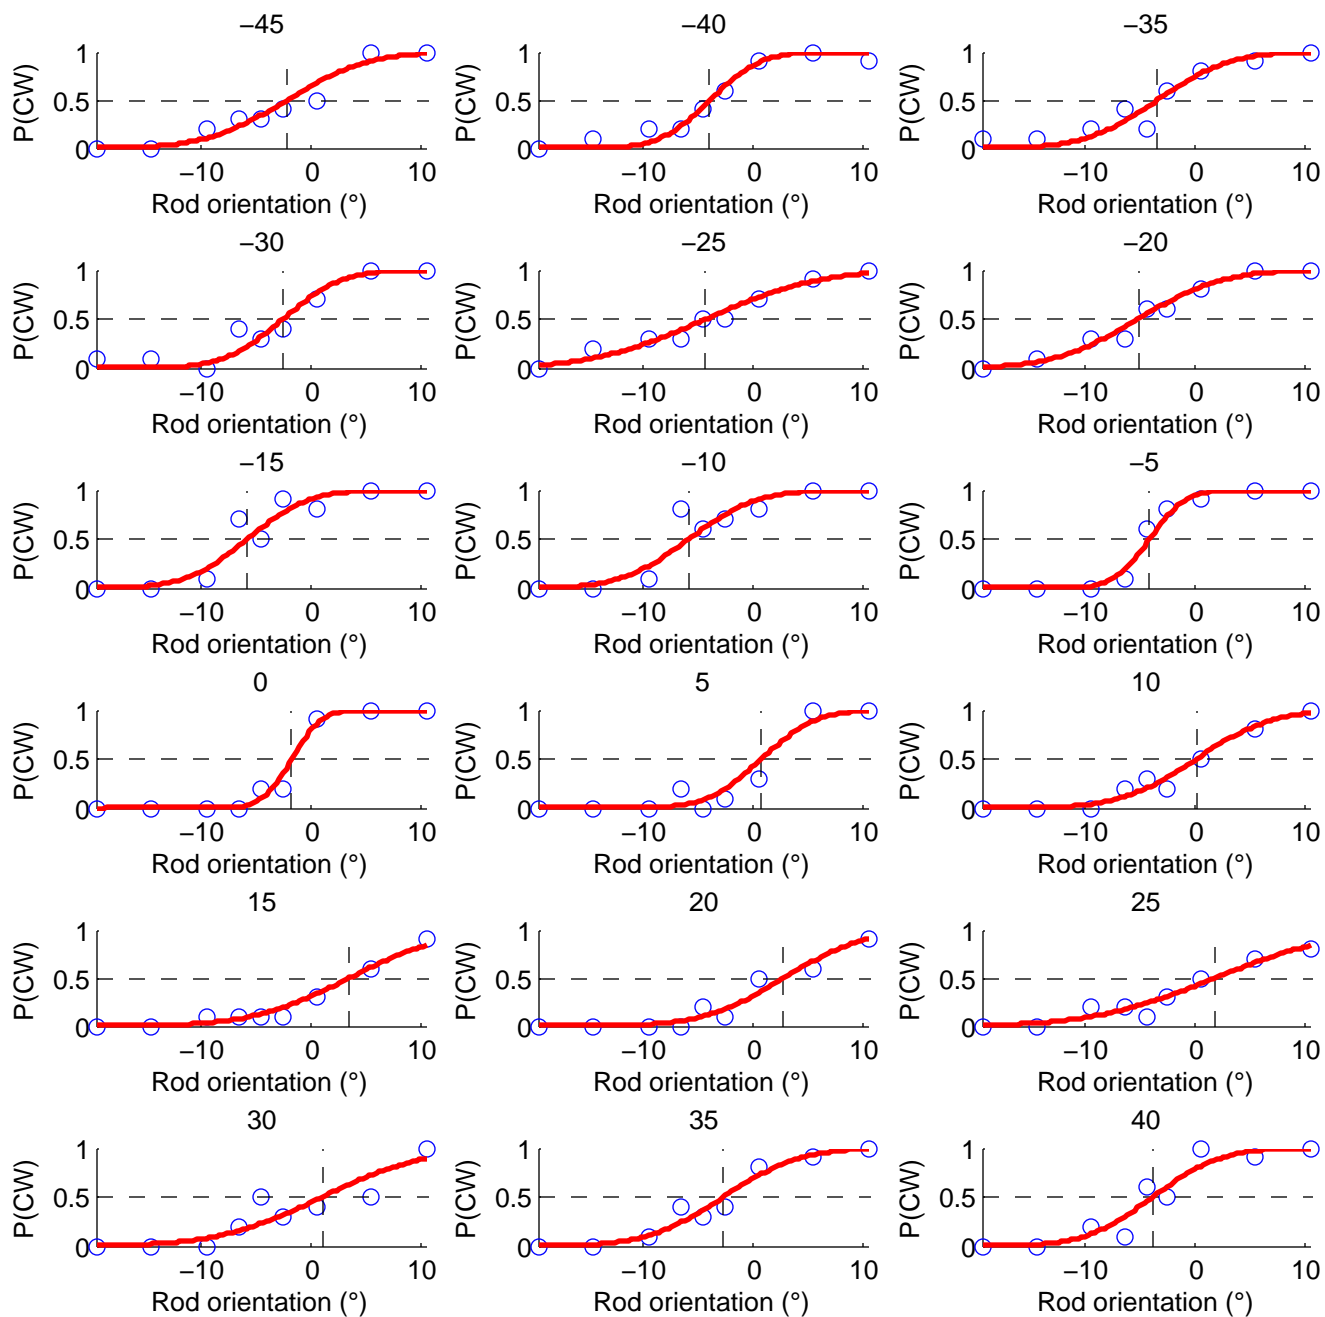 −45 −40 −35
1 1 1
P(CW) 0.5 P(CW) 0.5 P(CW) 0.5
0 0 0
−10 0 10 −10 0 10 −10 0 10
Rod orientation (°) Rod orientation (°) Rod orientation (°)
−30 −25 −20
1 1 1
P(CW) 0.5 P(CW) 0.5 P(CW) 0.5
0 0 0
−10 0 10 −10 0 10 −10 0 10
Rod orientation (°) Rod orientation (°) Rod orientation (°)
−15 −10 −5
1 1 1
P(CW) 0.5 P(CW) 0.5 P(CW) 0.5
0 0 0
−10 0 10 −10 0 10 −10 0 10
Rod orientation (°) Rod orientation (°) Rod orientation (°)
0 5 10
1 1 1
P(CW) 0.5 P(CW) 0.5 P(CW) 0.5
0 0 0
−10 0 10 −10 0 10 −10 0 10
Rod orientation (°) Rod orientation (°) Rod orientation (°)
15 20 25
1 1 1
P(CW) 0.5 P(CW) 0.5 P(CW) 0.5
0 0 0
−10 0 10 −10 0 10 −10 0 10
Rod orientation (°) Rod orientation (°) Rod orientation (°)
30 35 40
1 1 1
P(CW) 0.5 P(CW) 0.5 P(CW) 0.5
0 0 0
−10 0 10 −10 0 10 −10 0 10
Rod orientation (°) Rod orientation (°) Rod orientation (°)